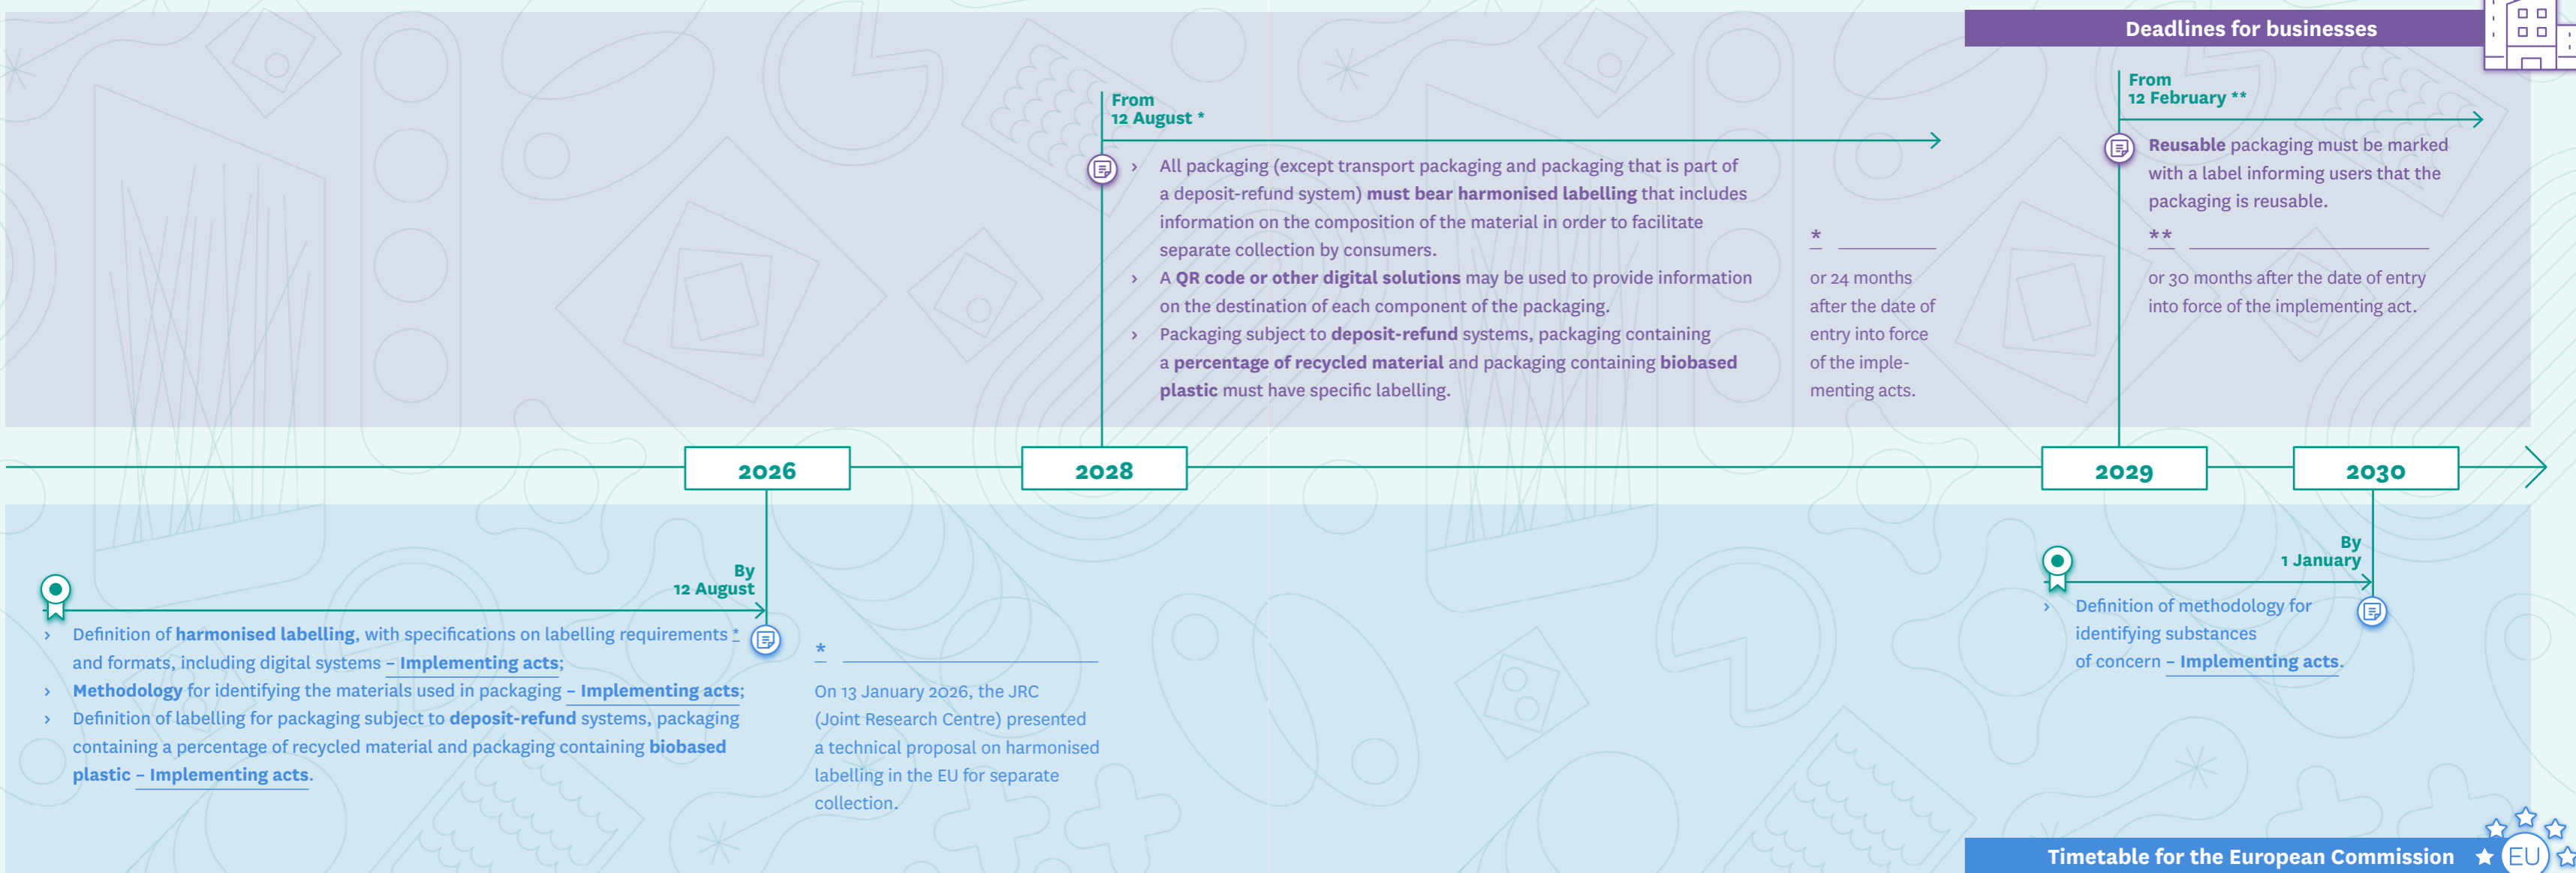 Deadlines for businesses
From
12 August *
› All packaging (except transport packaging and packaging that is part of
a deposit-refund system) must bear harmonised labelling that includes
information on the composition of the material in order to facilitate
separate collection by consumers.
› A QR code or other digital solutions may be used to provide information
on the destination of each component of the packaging.
› Packaging subject to deposit-refund systems, packaging containing
a percentage of recycled material and packaging containing biobased
plastic must have specific labelling.
*
or 24 months
after the date of
entry into force
of the imple-
menting acts.
From
12 February **
Reusable packaging must be marked
with a label informing users that the
packaging is reusable.
**
or 30 months after the date of entry
into force of the implementing act.
2026
2028
2029
2030
By
12 August
› Definition of harmonised labelling, with specifications on labelling requirements *
and formats, including digital systems – Implementing acts;
› Methodology for identifying the materials used in packaging – Implementing acts;
› Definition of labelling for packaging subject to deposit-refund systems, packaging
containing a percentage of recycled material and packaging containing biobased
plastic – Implementing acts.
*
On 13 January 2026, the JRC
(Joint Research Centre) presented
a technical proposal on harmonised
labelling in the EU for separate
collection.
By
1 January
› Definition of methodology for
identifying substances
of concern – Implementing acts.
Timetable for the European Commission
EU